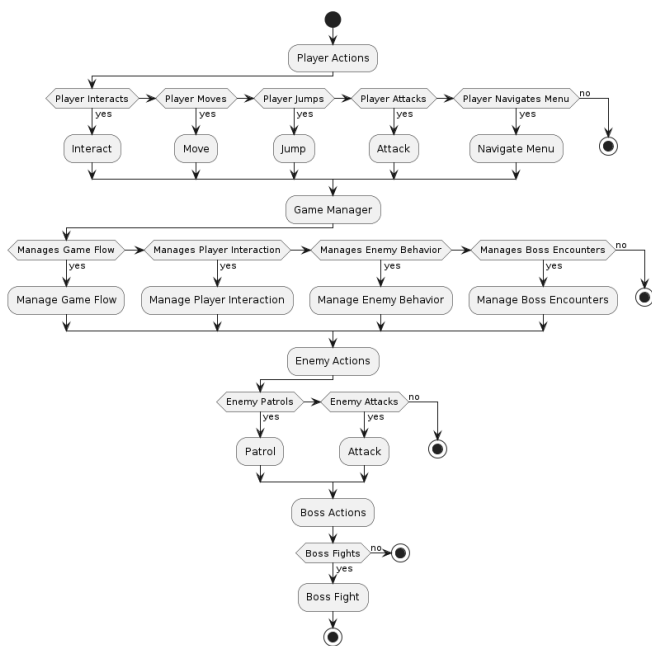 Player Actions
Player Interacts
Player Moves
Player Jumps
Player Attacks
Player Navigates Menu
no
yes
yes
yes
yes
yes
Interact
Move
Jump
Attack
Navigate Menu
Game Manager
Manages Game Flow
Manages Player Interaction
Manages Enemy Behavior
Manages Boss Encounters
no
yes
yes
yes
yes
Manage Game Flow
Manage Player Interaction
Manage Enemy Behavior
Manage Boss Encounters
Enemy Actions
Enemy Patrols
Enemy Attacks
no
yes
yes
Patrol
Attack
Boss Actions
Boss Fights
no
yes
Boss Fight